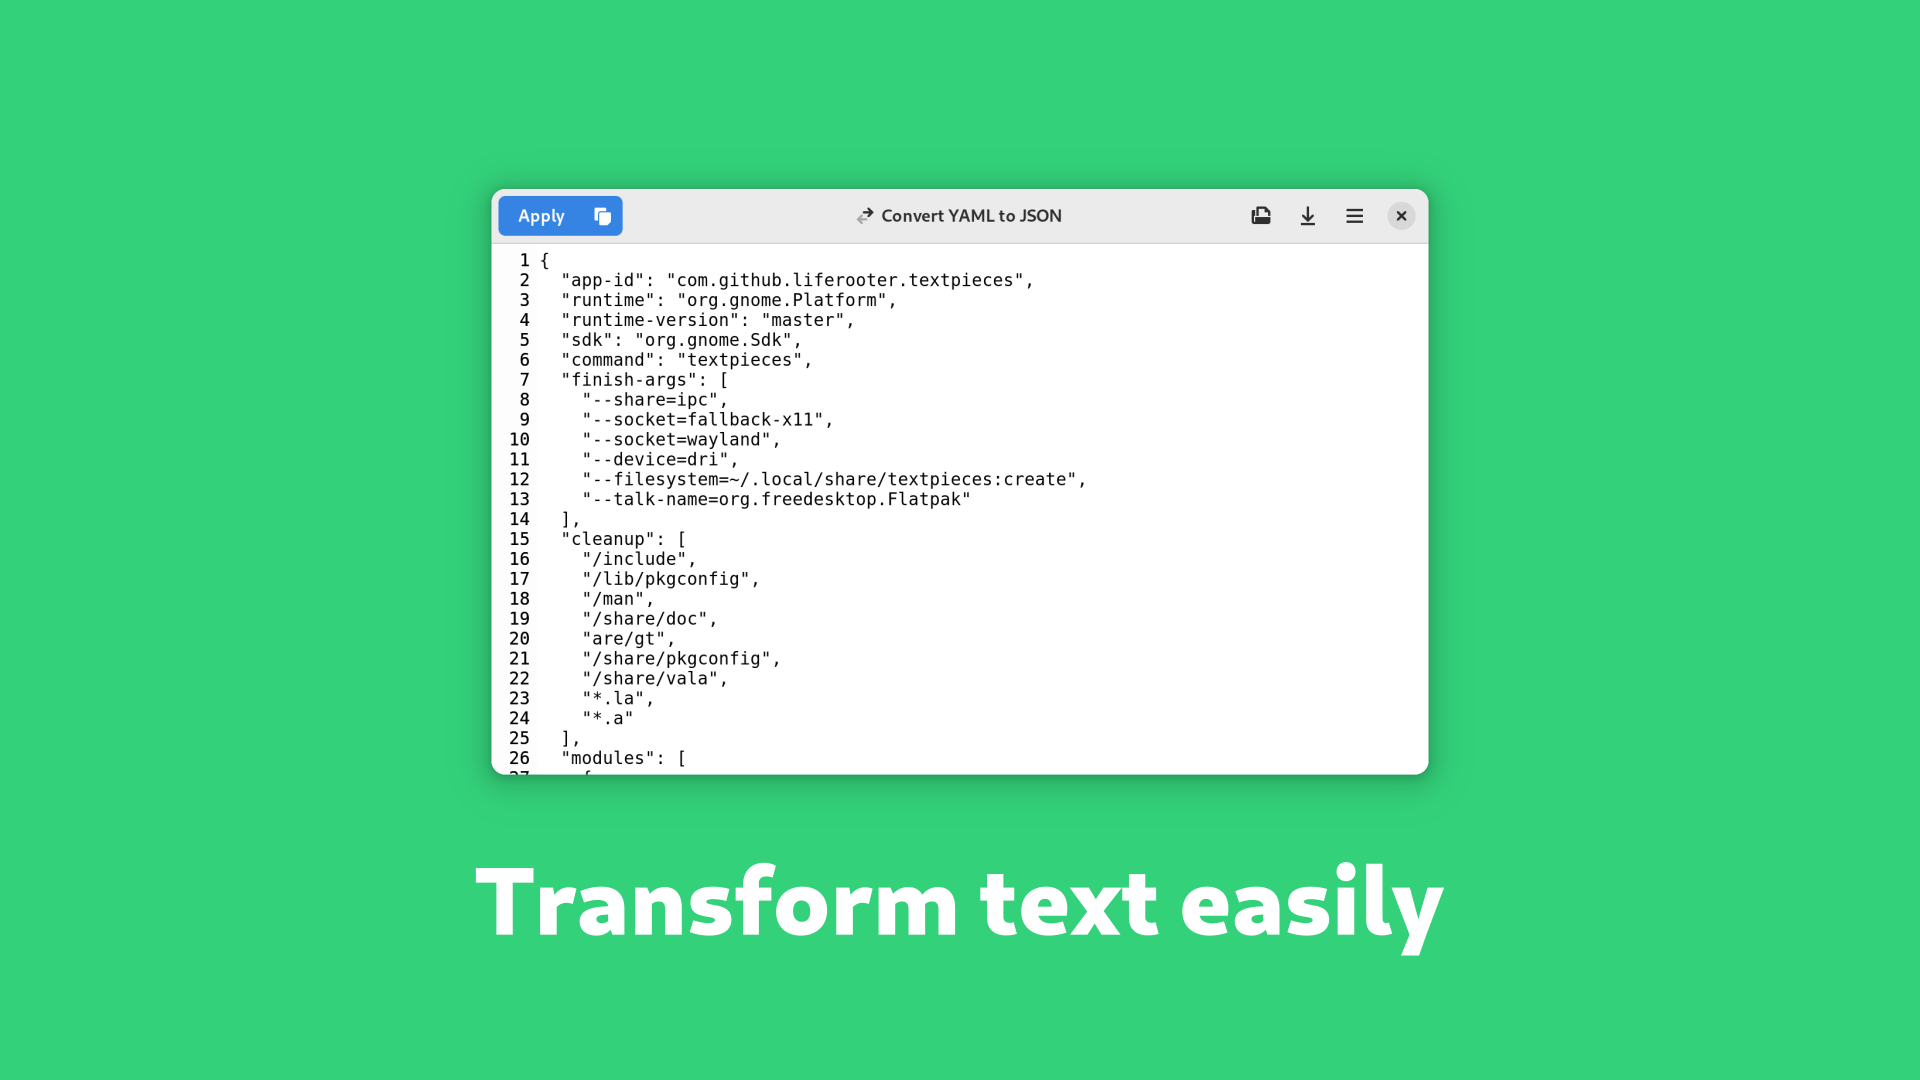 Apply
Convert YAML to JSON
1 {
2   "app-id": "com.github.liferooter.textpieces",
3   "runtime": "org.gnome.Platform",
4   "runtime-version": "master",
5   "sdk": "org.gnome.Sdk",
6   "command": "textpieces",
7   "finish-args": [
8     "--share=ipc",
9     "--socket=fallback-x11",
10     "--socket=wayland",
11     "--device=dri",
12     "--filesystem=~/.local/share/textpieces:create",
13     "--talk-name=org.freedesktop.Flatpak"
14   ],
15   "cleanup": [
16     "/include",
17     "/lib/pkgconfig",
18     "/man",
19     "/share/doc",
20     "are/gt",
21     "/share/pkgconfig",
22     "/share/vala",
23     "*.la",
24     "*.a"
25   ],
26   "modules": [
Transform text easily